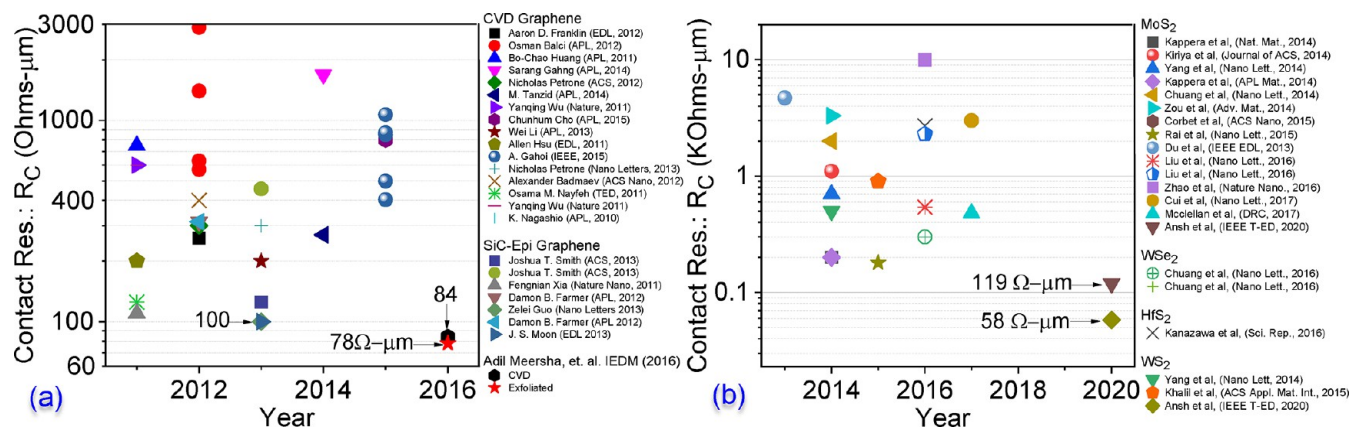 3000
1000
400
200
100
60
Contact Res.: R_C (Ohms-μm)
2012
2014
2015
2016
Year
(a)
100
84
78Ω–μm
CVD Graphene
Aaron D. Franklin (EDL, 2012)
Osman Balci (APL, 2012)
Bo-Chao Huang (APL, 2011)
Sarang Gahng (APL, 2014)
Nicholas Petrone (ACS, 2012)
M. Tanzid (APL, 2014)
Yanqing Wu (Nature, 2011)
Chunhum Cho (APL, 2015)
Wei Li (APL, 2013)
Allen Hsu (EDL, 2011)
A. Gahoi (IEEE, 2015)
Nicholas Petrone (Nano Letters, 2013)
Alexander Badmaev (ACS Nano, 2012)
Osama M. Nayfeh (TED, 2011)
Yanqing Wu (Nature 2011)
K. Nagashio (APL, 2010)
SiC-Epi Graphene
Joshua T. Smith (ACS, 2013)
Joshua T. Smith (ACS, 2013)
Fengnian Xia (Nature Nano, 2011)
Damon B. Farmer (APL, 2012)
Zelei Guo (Nano Letters 2013)
Damon B. Farmer (APL 2012)
J. S. Moon (EDL 2013)
Adil Meersha, et. al. IEDM (2016)
CVD
Exfoliated
10
1
0.1
Contact Res.: R_C (KOhms-μm)
2014
2016
2018
2020
Year
(b)
119 Ω–μm
58 Ω–μm
MoS₂
Kappera et al, (Nat. Mat., 2014)
Kiriya (Journal of ACS, 2014)
Yang et al, (Nano Lett., 2014)
Kappera et al, (APL Mat., 2014)
Chuang et al, (Nano Lett., 2014)
Zou et al, (Adv. Mat., 2014)
Corbet et al, (ACS Nano, 2015)
Rai et al, (Nano Lett., 2015)
Du et al, (IEEE EDL, 2013)
Liu et al, (Nano Lett., 2016)
Liu et al, (Nano Lett., 2016)
Zhao et al, (Nature Nano., 2016)
Cui et al, (Nano Lett., 2017)
Mcclellan et al, (DRC, 2017)
Ansh et al, (IEEE T-ED, 2020)
WSe₂
Chuang et al, (Nano Lett., 2016)
Chuang et al, (Nano Lett., 2016)
HfS₂
Kanazawa et al, (Sci. Rep., 2016)
WS₂
Yang et al, (Nano Lett, 2014)
Khalil et al, (ACS Appl. Mat. Int., 2015)
Ansh et al, (IEEE T-ED, 2020)